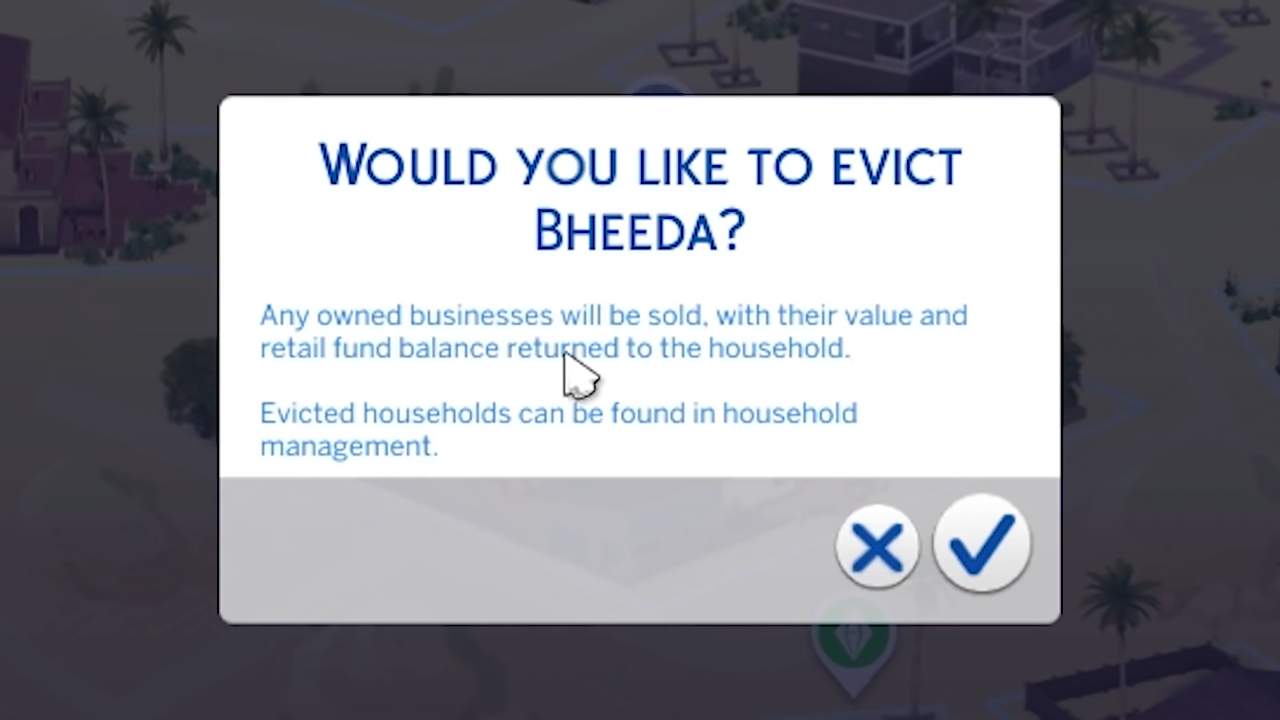 Would you like to evict
Bheeda?
Any owned businesses will be sold, with their value and
retail fund balance returned to the household.
Evicted households can be found in household
management.